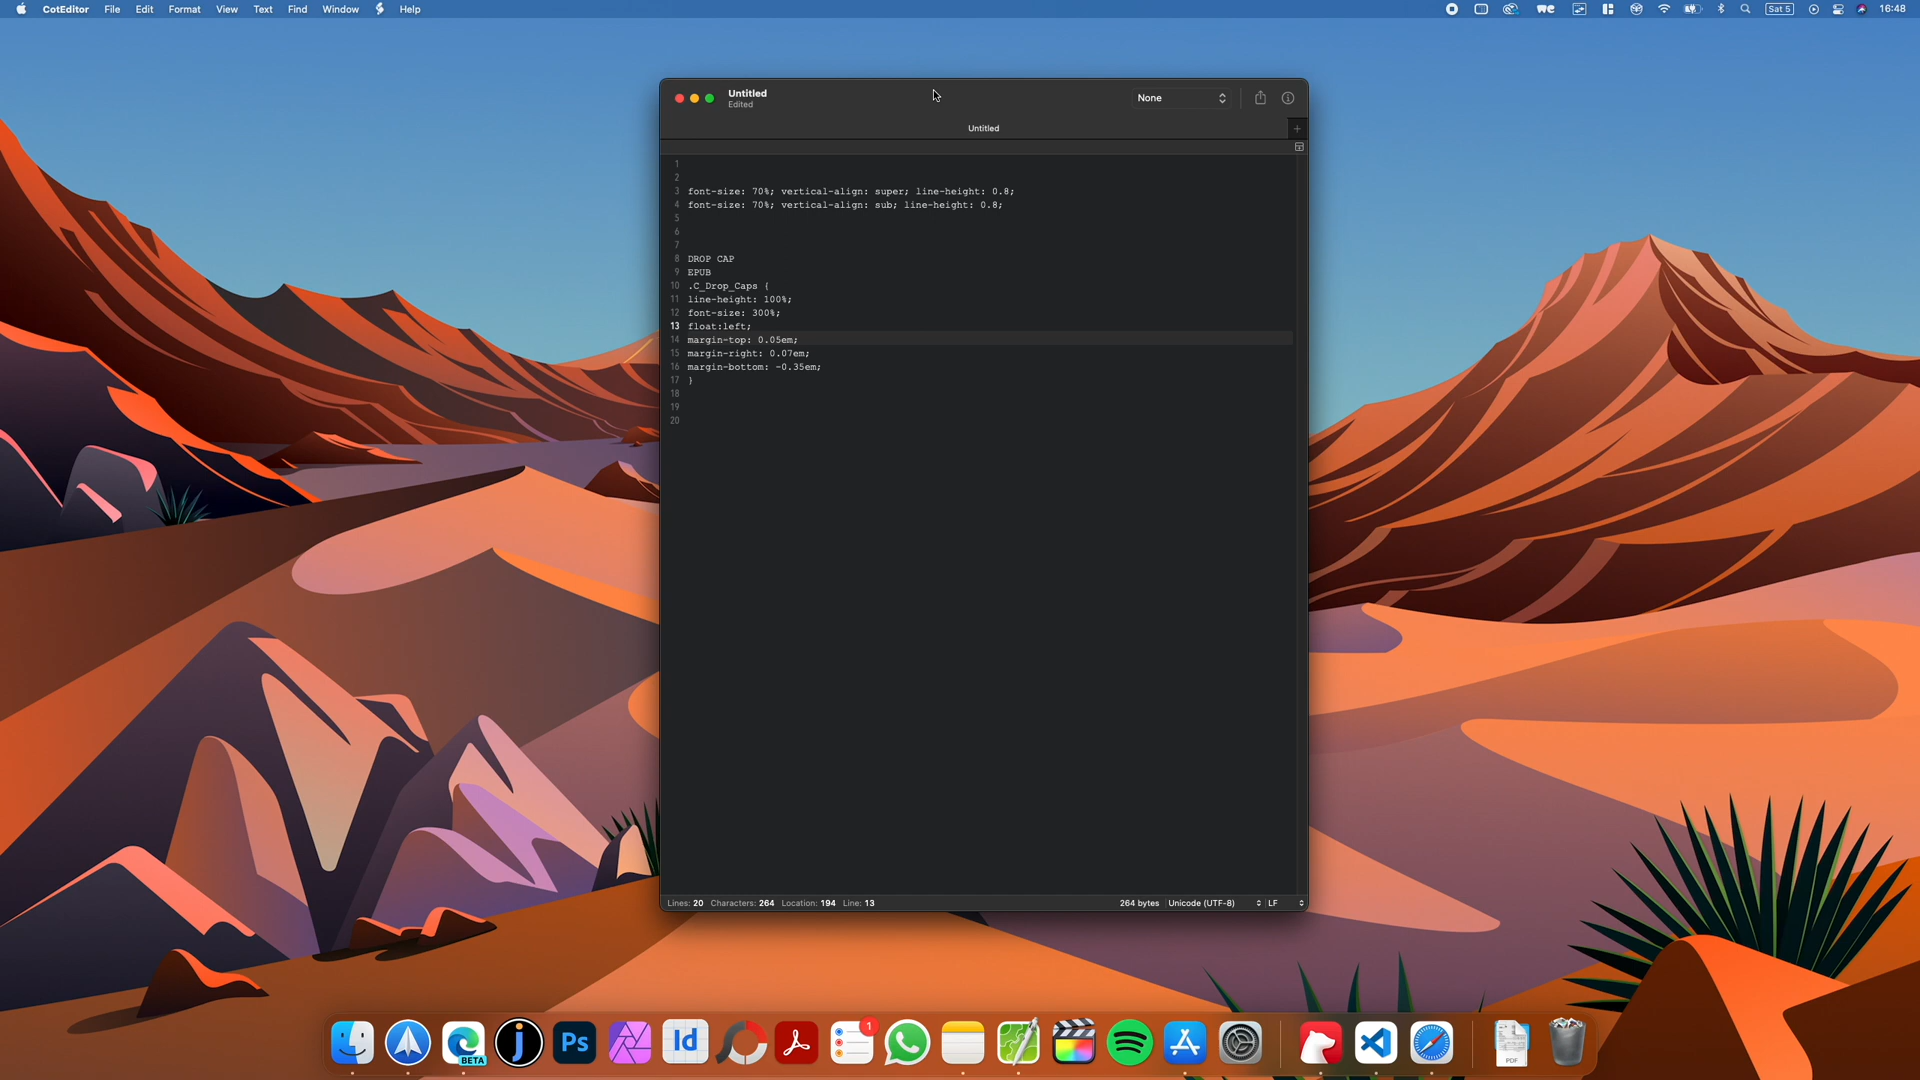 CotEditor File Edit Format View Text Find Window Help
Sat 5 16:48
Untitled
Edited
None
Untitled
1
2
3 font-size: 70%; vertical-align: super; line-height: 0.8;
4 font-size: 70%; vertical-align: sub; line-height: 0.8;
5
6
7
8 DROP CAP
9 EPUB
10 .C_Drop_Caps {
11 line-height: 100%;
12 font-size: 300%;
13 float:left;
14 margin-top: 0.05em;
15 margin-right: 0.07em;
16 margin-bottom: -0.35em;
17 }
18
19
20
Lines: 20 Characters: 264 Location: 194 Line: 13 264 bytes Unicode (UTF-8) LF
1
BETA
j
Ps
Id
PDF